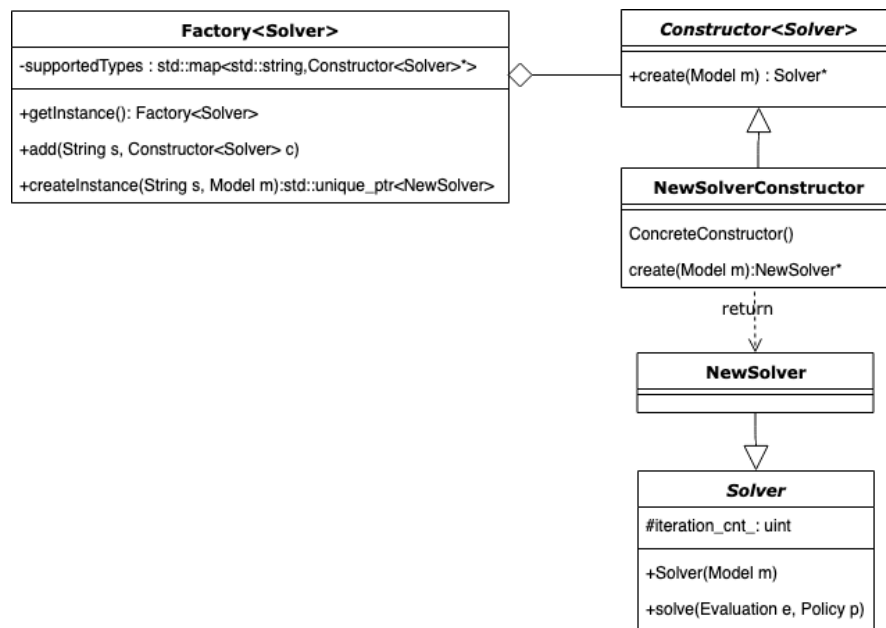 Factory<Solver>
-supportedTypes : std::map<std::string,Constructor<Solver>*>
+getInstance(): Factory<Solver>
+add(String s, Constructor<Solver> c)
+createInstance(String s, Model m):std::unique_ptr<NewSolver>
Constructor<Solver>
+create(Model m) : Solver*
NewSolverConstructor
ConcreteConstructor()
create(Model m):NewSolver*
return
NewSolver
Solver
#iteration_cnt_: uint
+Solver(Model m)
+solve(Evaluation e, Policy p)